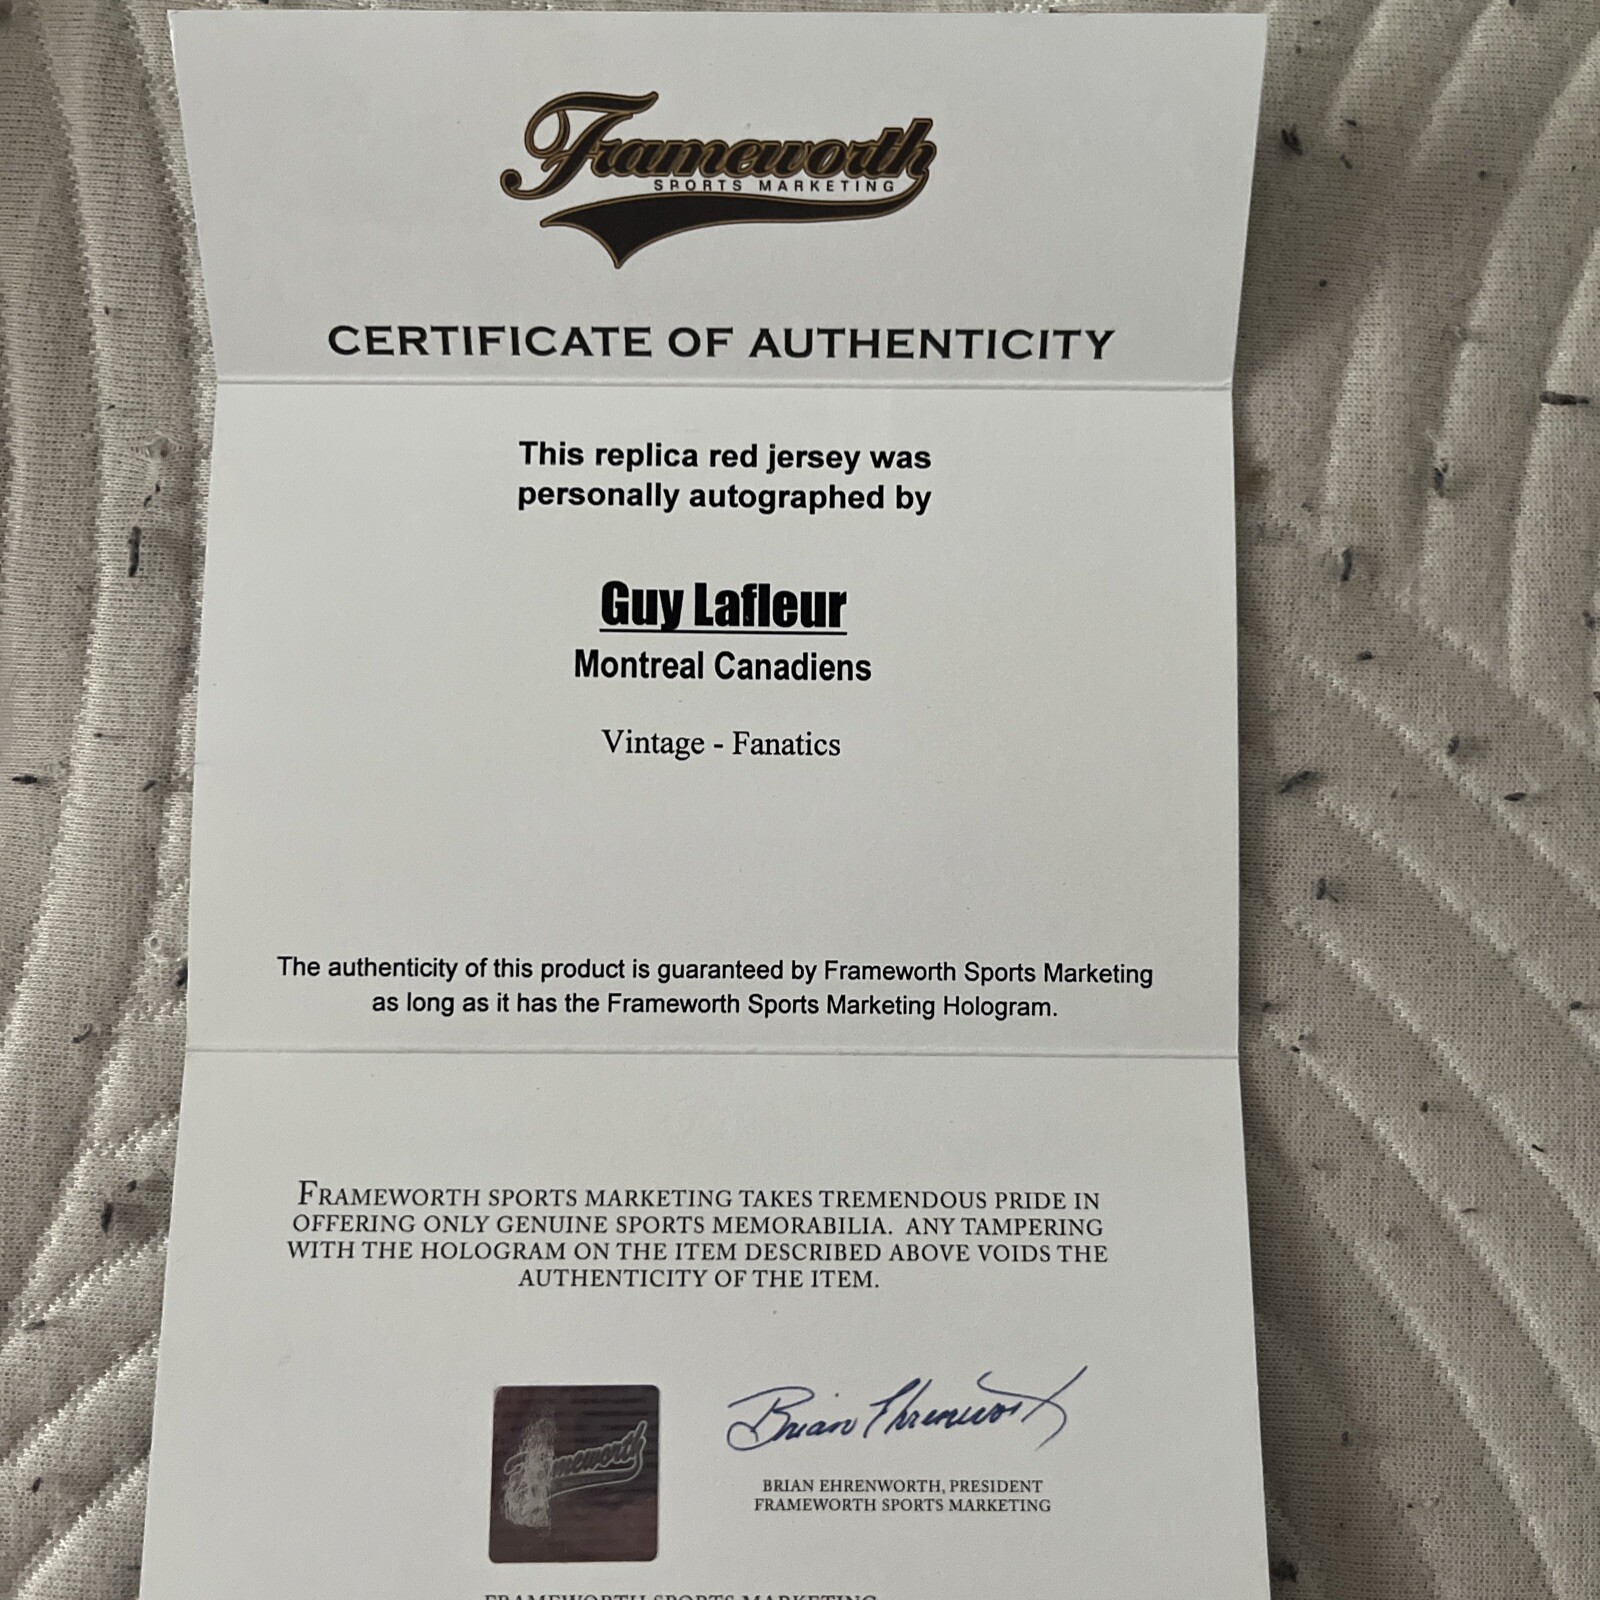 Frameworth
SPORTS MARKETING
CERTIFICATE OF AUTHENTICITY
This replica red jersey was
personally autographed by
Guy Lafleur
Montreal Canadiens
Vintage - Fanatics
The authenticity of this product is guaranteed by Frameworth Sports Marketing
as long as it has the Frameworth Sports Marketing Hologram.
FRAMEWORTH SPORTS MARKETING TAKES TREMENDOUS PRIDE IN
OFFERING ONLY GENUINE SPORTS MEMORABILIA. ANY TAMPERING
WITH THE HOLOGRAM ON THE ITEM DESCRIBED ABOVE VOIDS THE
AUTHENTICITY OF THE ITEM.
Frameworth
Brian Ehrenworth
BRIAN EHRENWORTH, PRESIDENT
FRAMEWORTH SPORTS MARKETING
FRAMEWORTH SPORTS MARKETING